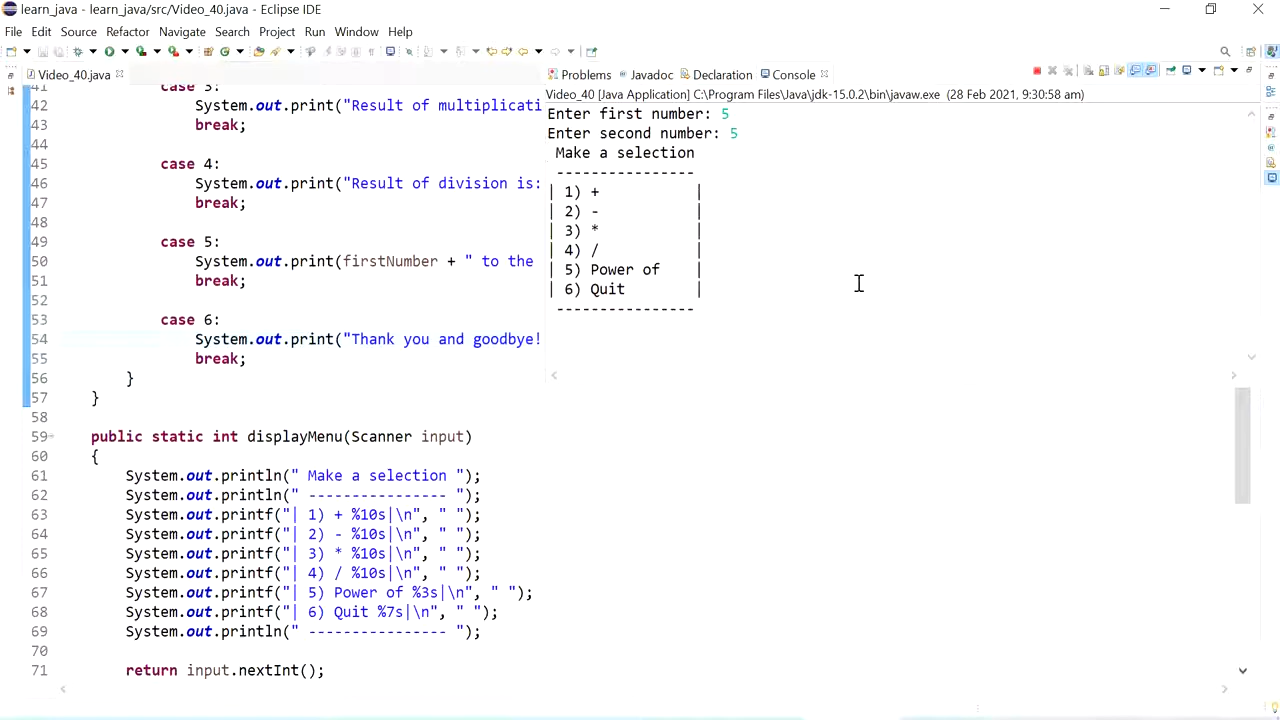 learn_java - learn_java/src/Video_40.java - Eclipse IDE
File Edit Source Refactor Navigate Search Project Run Window Help
Video_40.java
41 case 3:
42 System.out.print("Result of multiplicati
43 break;
44
45 case 4:
46 System.out.print("Result of division is:
47 break;
48
49 case 5:
50 System.out.print(firstNumber + " to the
51 break;
52
53 case 6:
54 System.out.print("Thank you and goodbye!
55 break;
56 }
57 }
58
59 public static int displayMenu(Scanner input)
60 {
61 System.out.println(" Make a selection ");
62 System.out.println(" ---------------- ");
63 System.out.printf("| 1) + %10s|\n", " ");
64 System.out.printf("| 2) - %10s|\n", " ");
65 System.out.printf("| 3) * %10s|\n", " ");
66 System.out.printf("| 4) / %10s|\n", " ");
67 System.out.printf("| 5) Power of %3s|\n", " ");
68 System.out.printf("| 6) Quit %7s|\n", " ");
69 System.out.println(" ---------------- ");
70
71 return input.nextInt();
Problems Javadoc Declaration Console
Video_40 [Java Application] C:\Program Files\Java\jdk-15.0.2\bin\javaw.exe (28 Feb 2021, 9:30:58 am)
Enter first number: 5
Enter second number: 5
Make a selection
----------------
| 1) + |
| 2) - |
| 3) * |
| 4) / |
| 5) Power of |
| 6) Quit |
----------------